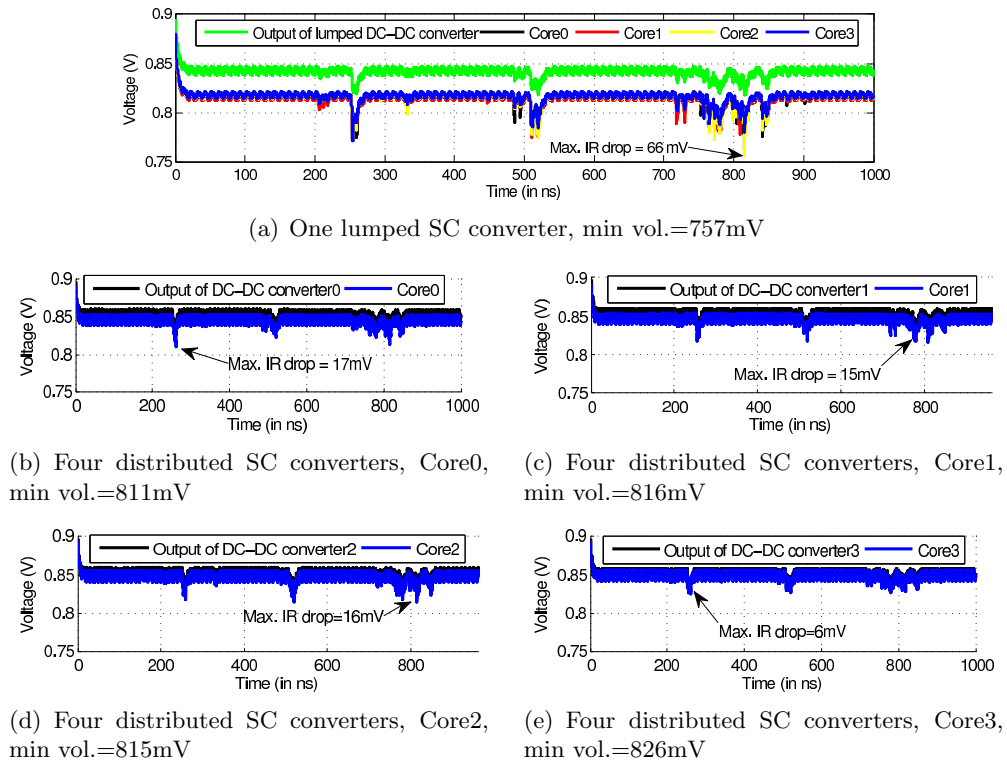 0.9
Output of lumped DC-DC converter Core0 Core1 Core2 Core3
0.85
0.8
0.75
Voltage (V)
Max. IR drop = 66 mV
0 100 200 300 400 500 600 700 800 900 1000
Time (in ns)
(a) One lumped SC converter, min vol.=757mV
0.9
Output of DC-DC converter0 Core0
0.85
0.8
0.75
Voltage (V)
Max. IR drop = 17mV
0 200 400 600 800 1000
Time (in ns)
(b) Four distributed SC converters, Core0,
min vol.=811mV
0.9
Output of DC-DC converter1 Core1
0.85
0.8
0.75
Voltage (V)
Max. IR drop = 15mV
0 200 400 600 800
Time (in ns)
(c) Four distributed SC converters, Core1,
min vol.=816mV
0.9
Output of DC-DC converter2 Core2
0.85
0.8
0.75
Voltage (V)
Max. IR drop=16mV
0 200 400 600 800
Time (in ns)
(d) Four distributed SC converters, Core2,
min vol.=815mV
0.9
Output of DC-DC converter3 Core3
0.85
0.8
0.75
Voltage (V)
Max. IR drop=6mV
0 200 400 600 800 1000
Time (in ns)
(e) Four distributed SC converters, Core3,
min vol.=826mV